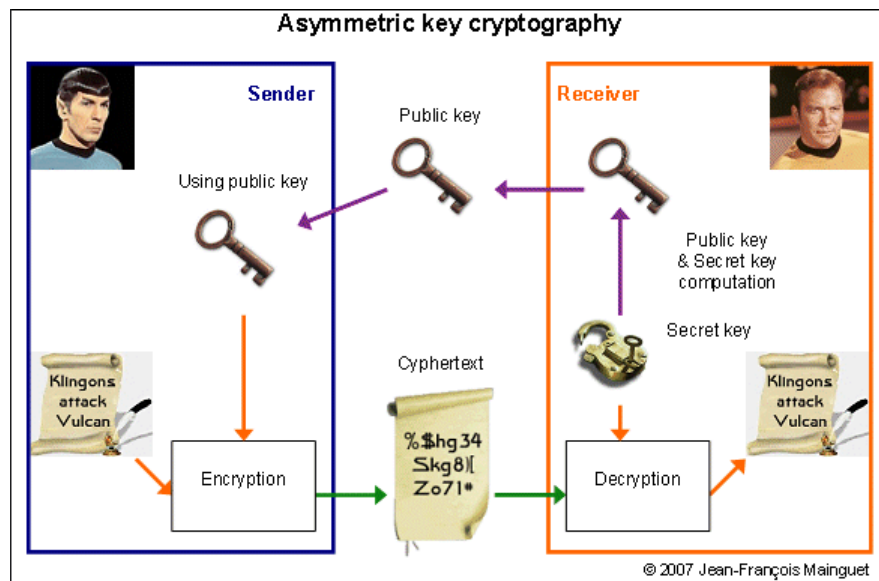 Asymmetric key cryptography
Sender
Receiver
Public key
Using public key
Public key
& Secret key
computation
Secret key
Cyphertext
Klingons
attack
Vulcan
%$hg34
Skg8)[
Zo71*
Klingons
attack
Vulcan
Encryption
Decryption
© 2007 Jean-François Mainguet